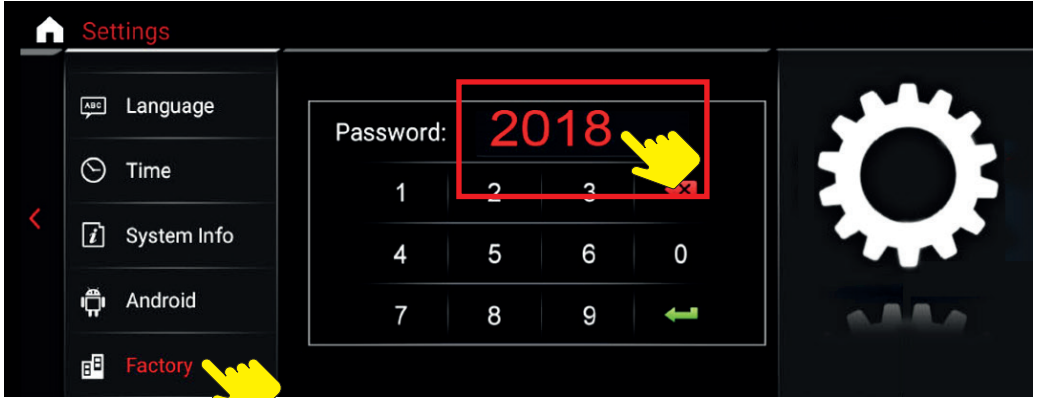 Settings
ABC Language
Time
i System Info
Android
Factory
Password: 2018
1 2 3
4 5 6 0
7 8 9